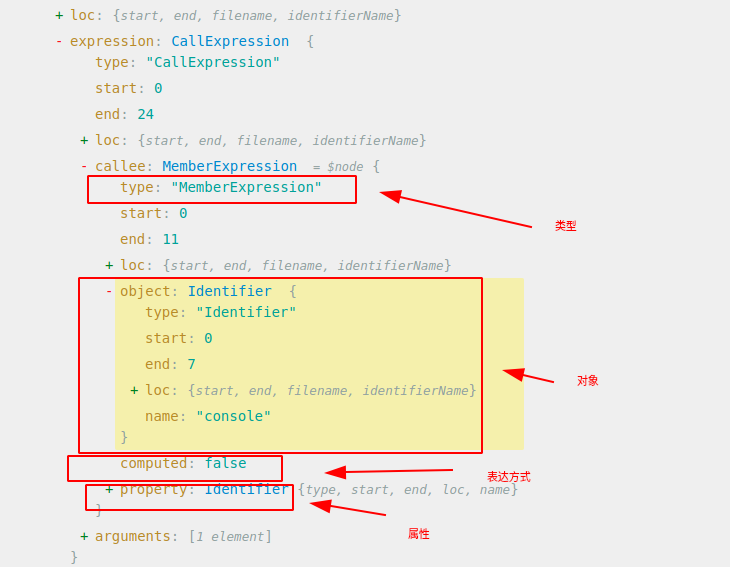 + loc: {start, end, filename, identifierName}
- expression: CallExpression {
type: "CallExpression"
start: 0
end: 24
+ loc: {start, end, filename, identifierName}
- callee: MemberExpression = $node {
type: "MemberExpression"
start: 0
类型
end: 11
+ loc: {start, end, filename, identifierName}
- object: Identifier {
type: "Identifier"
start: 0
end: 7
对象
+ loc: {start, end, filename, identifierName}
name: "console"
}
computed: false
表达方式
+ property: Identifier {type, start, end, loc, name}
}
属性
+ arguments: [1 element]
}